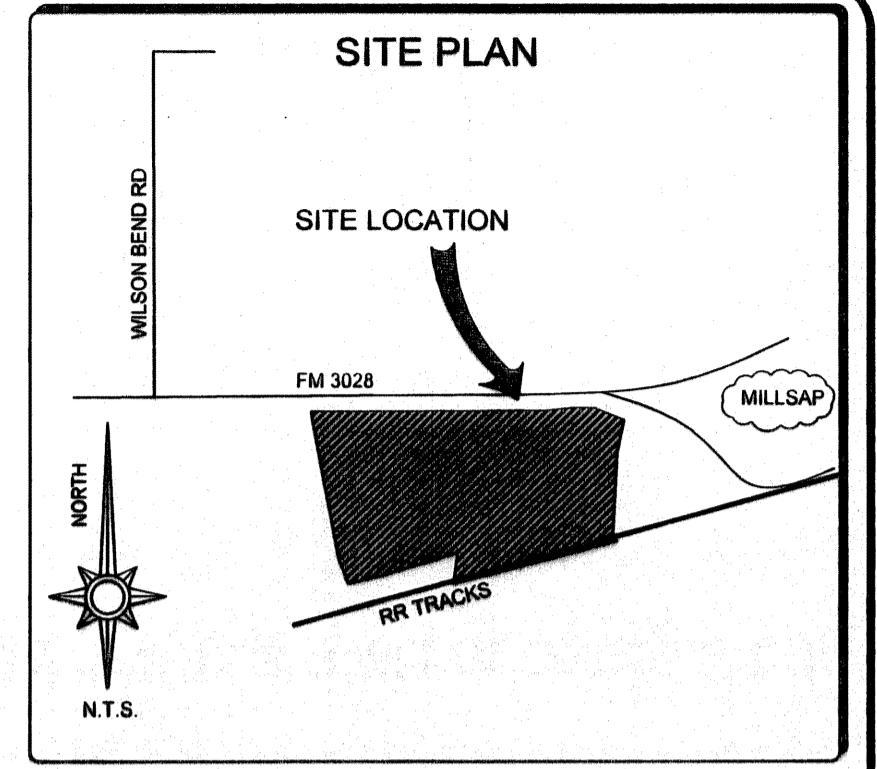 SITE PLAN
WILSON BEND RD
SITE LOCATION
FM 3028
MILLSAP
NORTH
RR TRACKS
N.T.S.